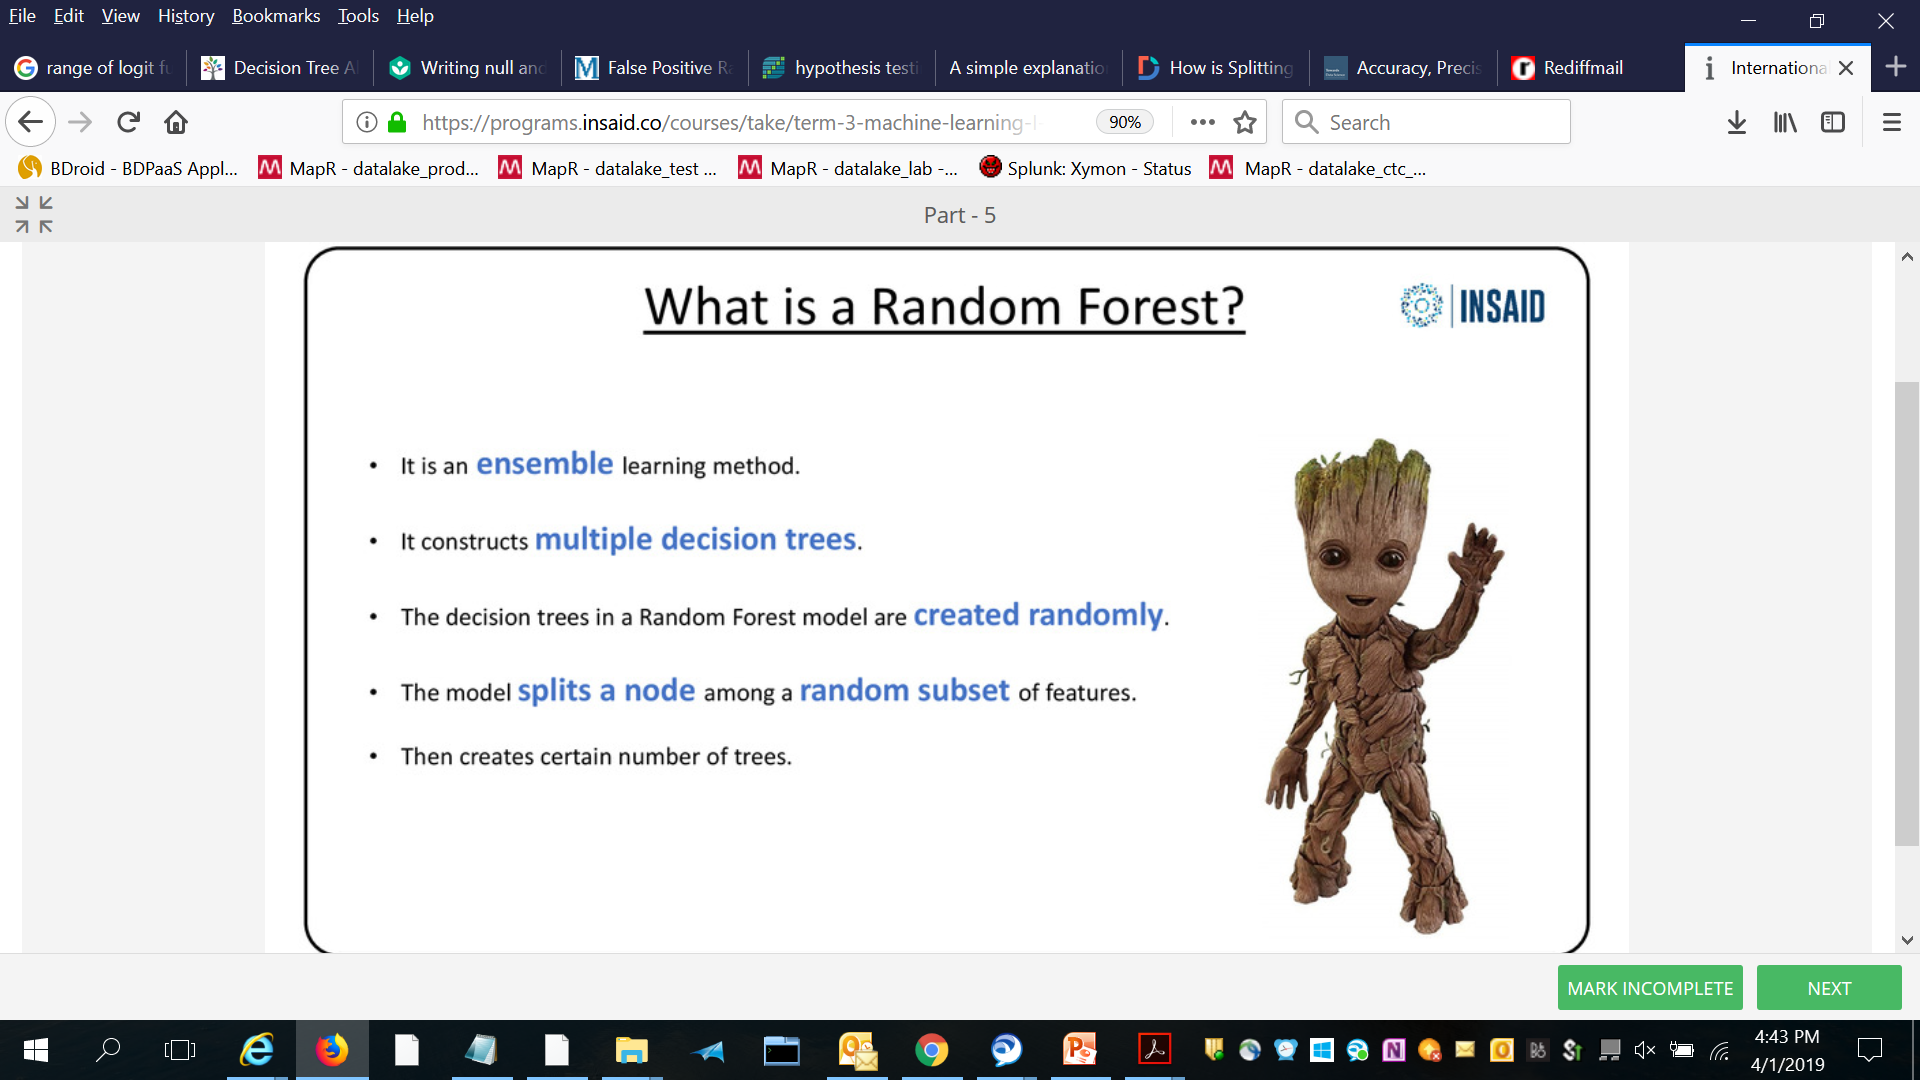 File Edit View History Bookmarks Tools Help
range of logit fu
Decision Tree Al
Writing null and
False Positive Ra
hypothesis testi
A simple explanatio
How is Splitting
Accuracy, Precis
Rediffmail
Internationa
https://programs.insaid.co/courses/take/term-3-machine-learning-l
90%
Search
BDroid - BDPaaS Appl...
MapR - datalake_prod...
MapR - datalake_test ...
MapR - datalake_lab -...
Splunk: Xymon - Status
MapR - datalake_ctc_...
Part - 5
What is a Random Forest?
INSAID
• It is an ensemble learning method.
• It constructs multiple decision trees.
• The decision trees in a Random Forest model are created randomly.
• The model splits a node among a random subset of features.
• Then creates certain number of trees.
MARK INCOMPLETE
NEXT
4:43 PM
4/1/2019